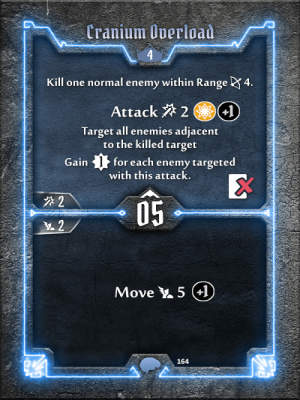 Cranium Overload
4
Kill one normal enemy within Range 4.
Attack 2 +1
Target all enemies adjacent
to the killed target
Gain 1 for each enemy targeted
with this attack.
2
05
2
Move 5 +1
164